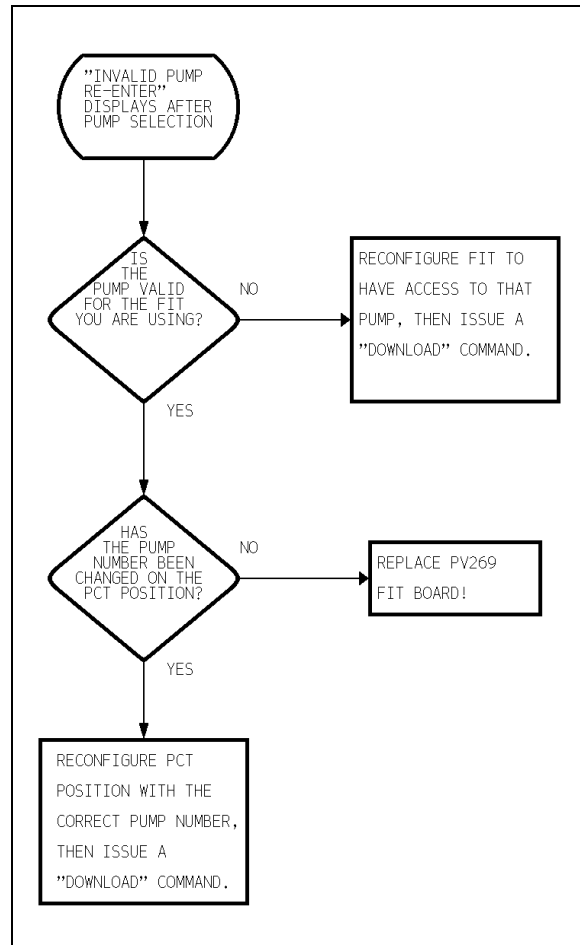 "INVALID PUMP
RE-ENTER"
DISPLAYS AFTER
PUMP SELECTION
IS
THE
PUMP VALID
FOR THE FIT
YOU ARE USING?
NO
RECONFIGURE FIT TO
HAVE ACCESS TO THAT
PUMP, THEN ISSUE A
"DOWNLOAD" COMMAND.
YES
HAS
THE PUMP
NUMBER BEEN
CHANGED ON THE
PCT POSITION?
NO
REPLACE PV269
FIT BOARD!
YES
RECONFIGURE PCT
POSITION WITH THE
CORRECT PUMP NUMBER,
THEN ISSUE A
"DOWNLOAD" COMMAND.